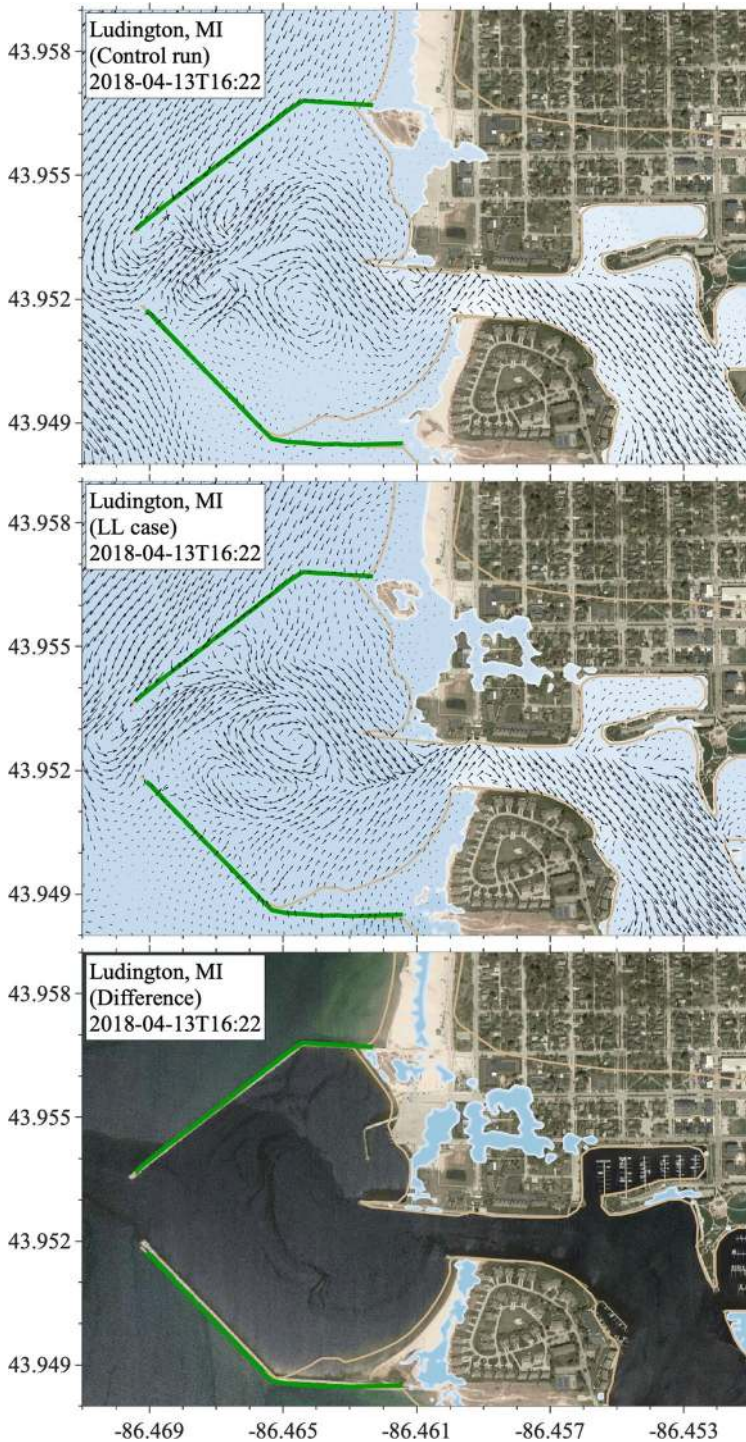 Ludington, MI
(Control run)
2018-04-13T16:22
43.958
43.955
43.952
43.949
Ludington, MI
(LL case)
2018-04-13T16:22
43.958
43.955
43.952
43.949
Ludington, MI
(Difference)
2018-04-13T16:22
43.958
43.955
43.952
43.949
-86.469 -86.465 -86.461 -86.457 -86.453